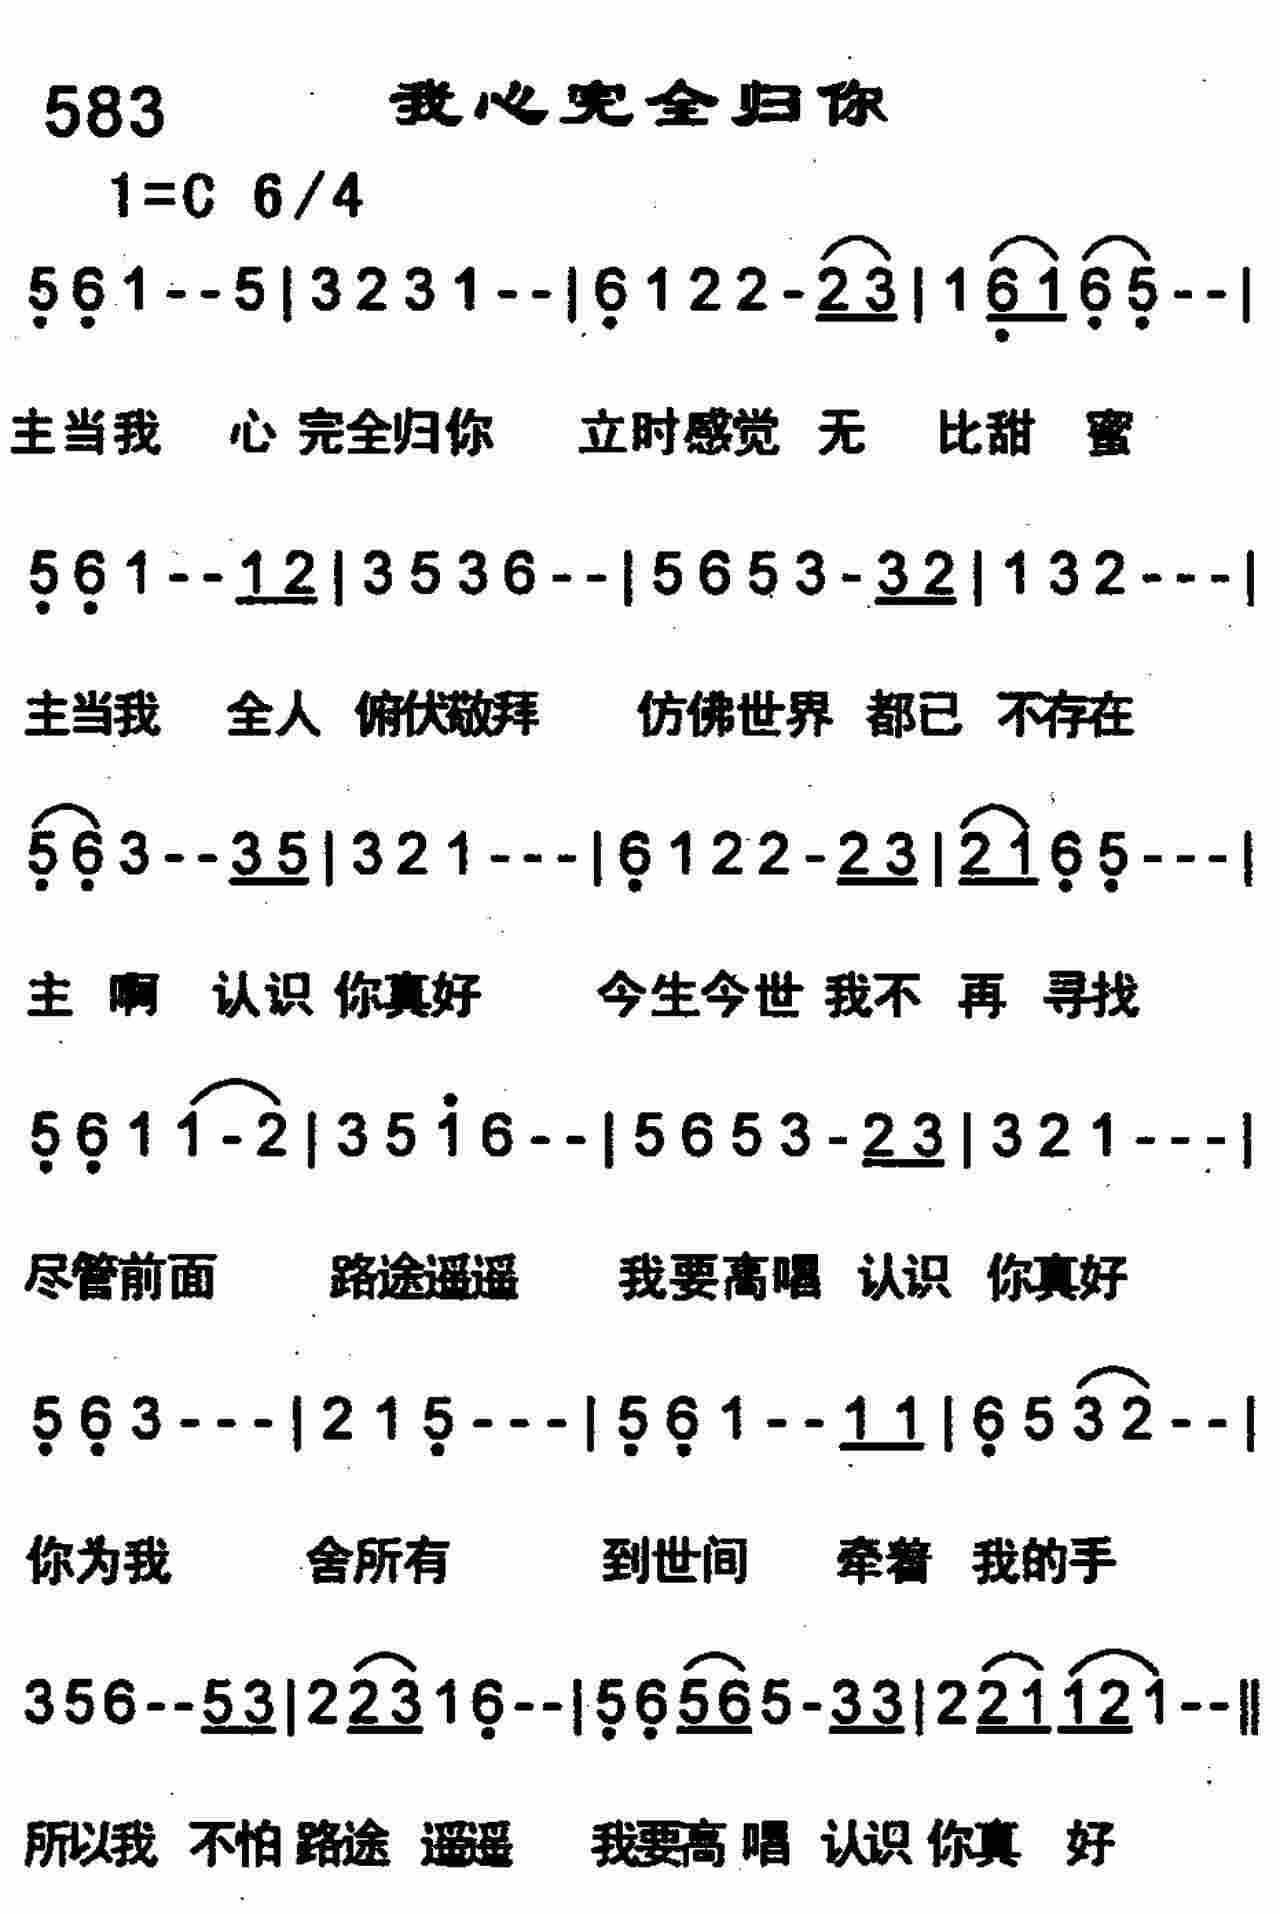 583 我心完全归你
1=C 6/4
5 6 1 - - 5 | 3 2 3 1 - - | 6 1 2 2 - 2 3 | 1 6 1 6 5 - - |
主当我 心 完全归你 立时感觉 无 比甜 蜜
5 6 1 - - 1 2 | 3 5 3 6 - - | 5 6 5 3 - 3 2 | 1 3 2 - - - |
主当我 全人 俯伏敬拜 仿佛世界 都已 不存在
5 6 3 - - 3 5 | 3 2 1 - - - | 6 1 2 2 - 2 3 | 2 1 6 5 - - - |
主 啊 认识 你真好 今生今世 我不 再 寻找
5 6 1 1 - 2 | 3 5 1 6 - - | 5 6 5 3 - 2 3 | 3 2 1 - - - |
尽管前面 路途遥遥 我要高唱 认识 你真好
5 6 3 - - - | 2 1 5 - - - | 5 6 1 - - 1 1 | 6 5 3 2 - - |
你为我 舍所有 到世间 牵着 我的手
3 5 6 - - 5 3 | 2 2 3 1 6 - - | 5 6 5 6 5 - 3 3 | 2 2 1 1 2 1 - - ‖
所以我 不怕 路途 遥遥 我要高 唱 认识 你真 好